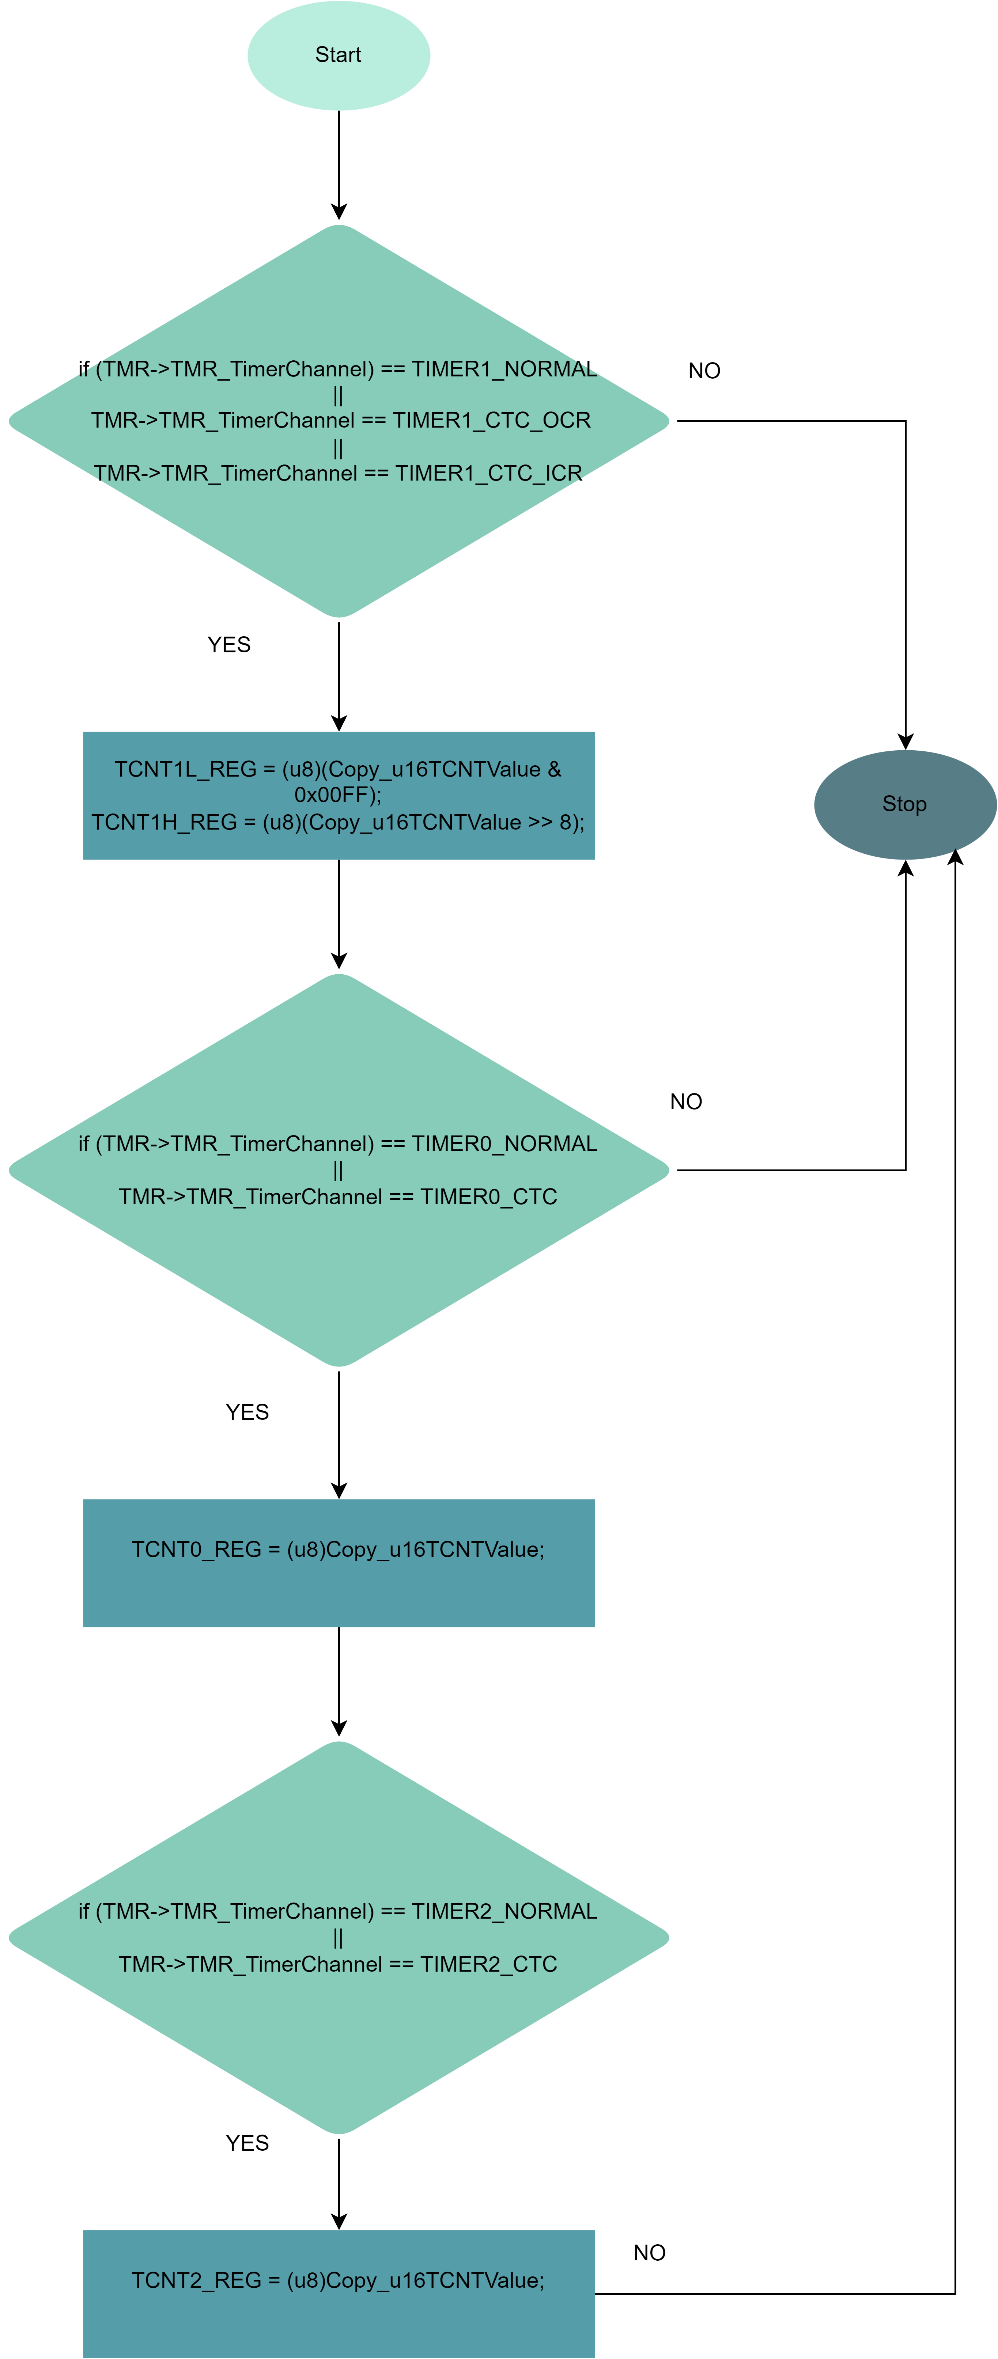 Start
if (TMR->TMR_TimerChannel) == TIMER1_NORMAL
||
TMR->TMR_TimerChannel == TIMER1_CTC_OCR
||
TMR->TMR_TimerChannel == TIMER1_CTC_ICR
NO
YES
TCNT1L_REG = (u8)(Copy_u16TCNTValue &
0x00FF);
TCNT1H_REG = (u8)(Copy_u16TCNTValue >> 8);
Stop
NO
if (TMR->TMR_TimerChannel) == TIMER0_NORMAL
||
TMR->TMR_TimerChannel == TIMER0_CTC
YES
TCNT0_REG = (u8)Copy_u16TCNTValue;
if (TMR->TMR_TimerChannel) == TIMER2_NORMAL
||
TMR->TMR_TimerChannel == TIMER2_CTC
YES
NO
TCNT2_REG = (u8)Copy_u16TCNTValue;